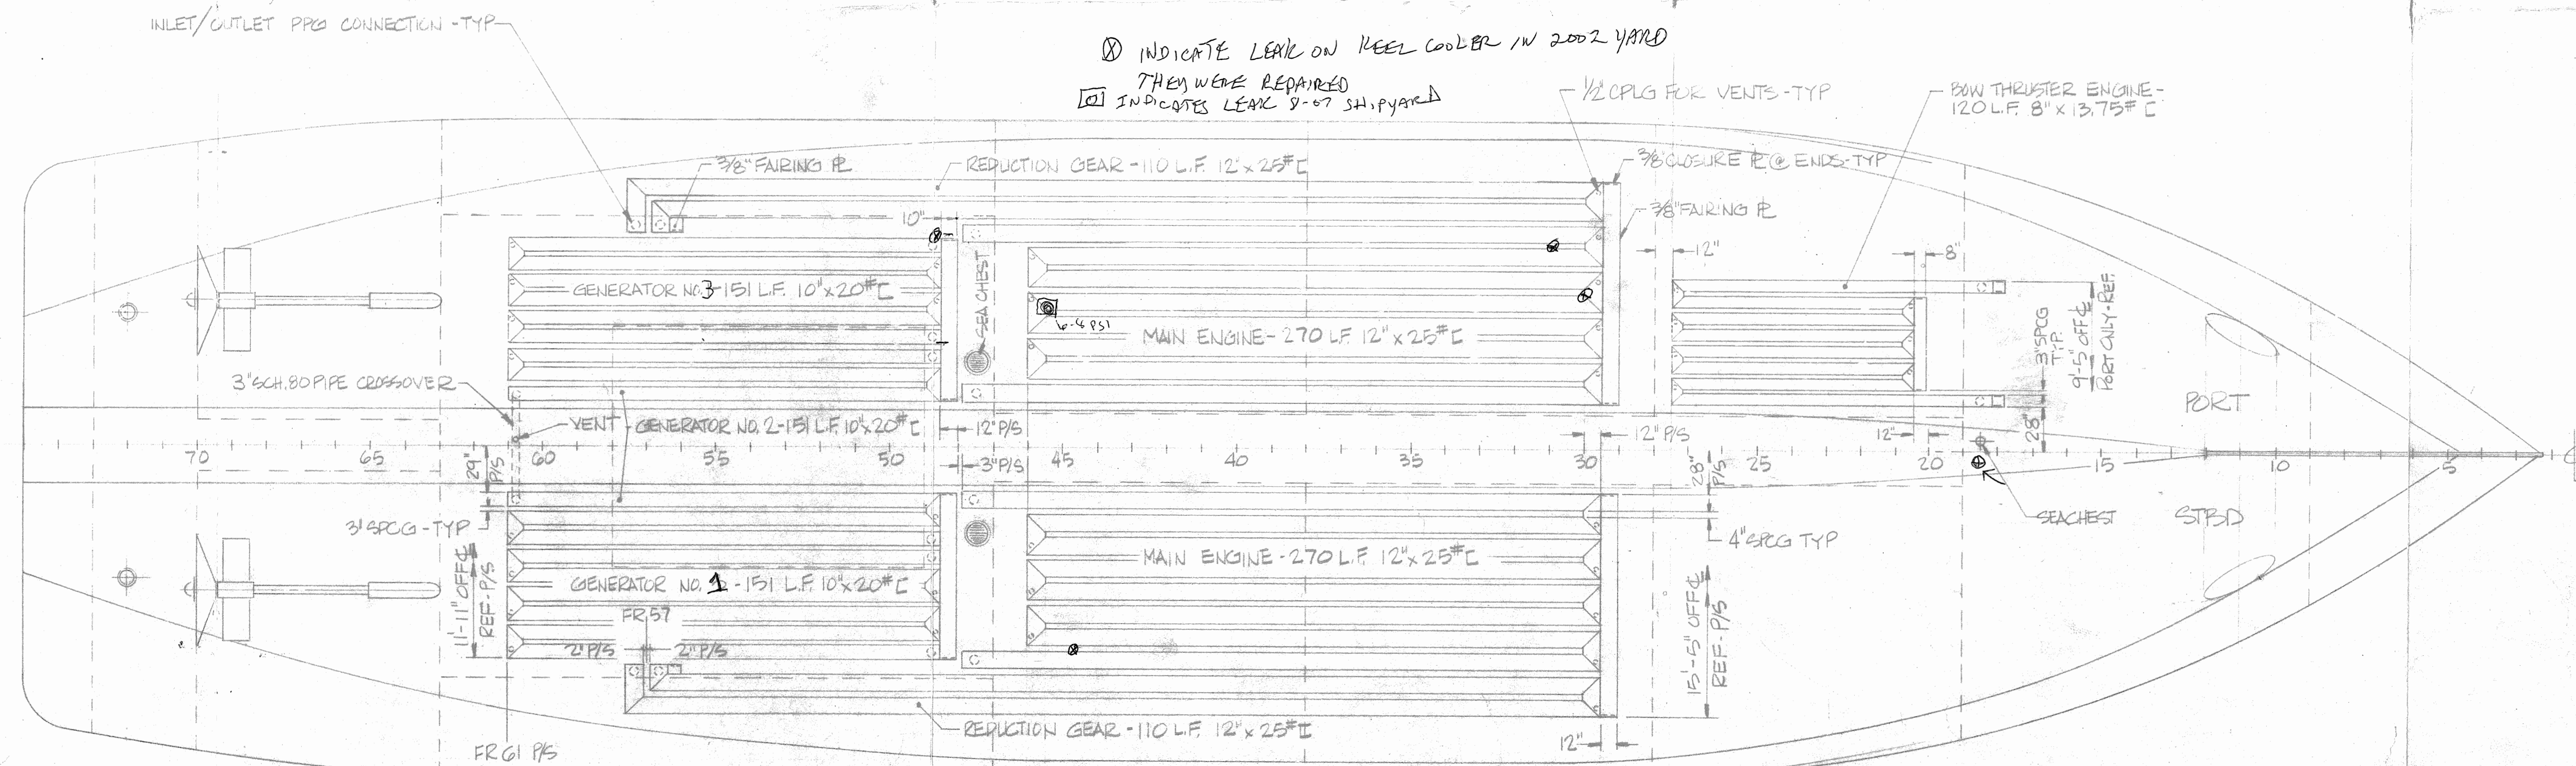 INLET/OUTLET PPG CONNECTION -TYP
⊗ INDICATE LEAK ON KEEL COOLER IN 2002 YARD
THEY WERE REPAIRED
INDICATES LEAK 8-07 SHIPYARD
1/2" CPLG FOR VENTS-TYP
BOW THRUSTER ENGINE-
120 L.F. 8" x 13.75# [
3/8" FAIRING PL
REDUCTION GEAR -110 L.F. 12" x 25# [
3/8" CLOSURE PL @ ENDS-TYP
3/8" FAIRING PL
10"
12"
8"
SEA CHEST
GENERATOR NO. 3-151 L.F. 10" x 20# [
6-8 PSI
MAIN ENGINE-270 L.F. 12" x 25# [
3" SPCG
TYP.
9'-5" OFF ℄
PORT ONLY-REF.
3" SCH. 80 PIPE CROSSOVER
VENT
GENERATOR NO. 2-151 L.F. 10" x 20# [
12" P/S
12" P/S
12"
28"
PORT
3" P/S
29"
P/S
70 65 60 55 50 45 40 35 30 25 20 15 10 5
28"
P/S
3" SPCG -TYP
SEACHEST
STBD
4" SPCG TYP
MAIN ENGINE-270 L.F. 12" x 25# [
GENERATOR NO. 1-151 L.F. 10" x 20# [
11'-11" OFF ℄
REF-P/S
FR 57
2" P/S
2" P/S
15'-5" OFF ℄
REF-P/S
REDUCTION GEAR -110 L.F. 12" x 25# [
12"
FR 61 P/S